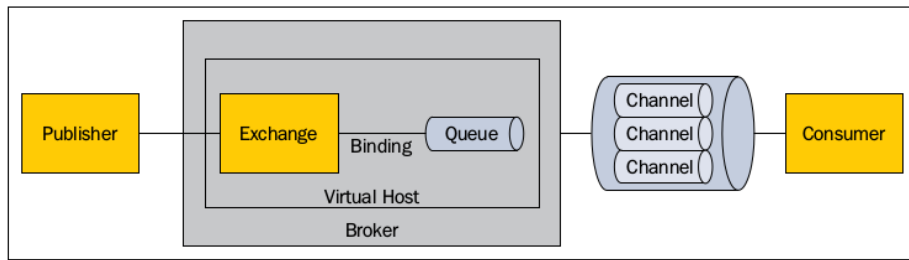 Publisher
Exchange
Binding
Queue
Virtual Host
Broker
Channel
Channel
Channel
Consumer